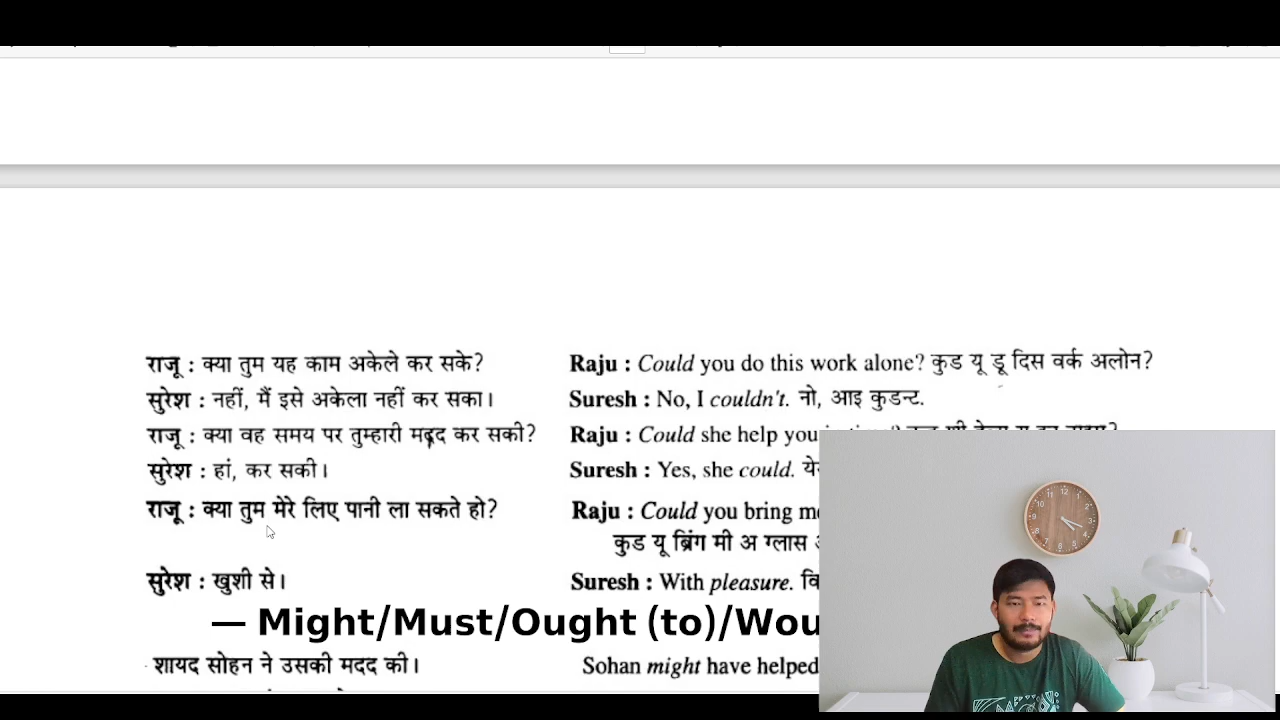 राजू : क्या तुम यह काम अकेले कर सके? Raju : Could you do this work alone? कुड यू डू दिस वर्क अलोन?
सुरेश : नहीं, मैं इसे अकेला नहीं कर सका। Suresh : No, I couldn't. नो, आइ कुडन्ट.
राजू : क्या वह समय पर तुम्हारी मदद कर सकी? Raju : Could she help you
सुरेश : हां, कर सकी। Suresh : Yes, she could.
राजू : क्या तुम मेरे लिए पानी ला सकते हो? Raju : Could you bring me
कुड यू ब्रिंग मी अ ग्लास
सुरेश : खुशी से। Suresh : With pleasure.
— Might/Must/Ought (to)/Wou
शायद सोहन ने उसकी मदद की। Sohan might have helped